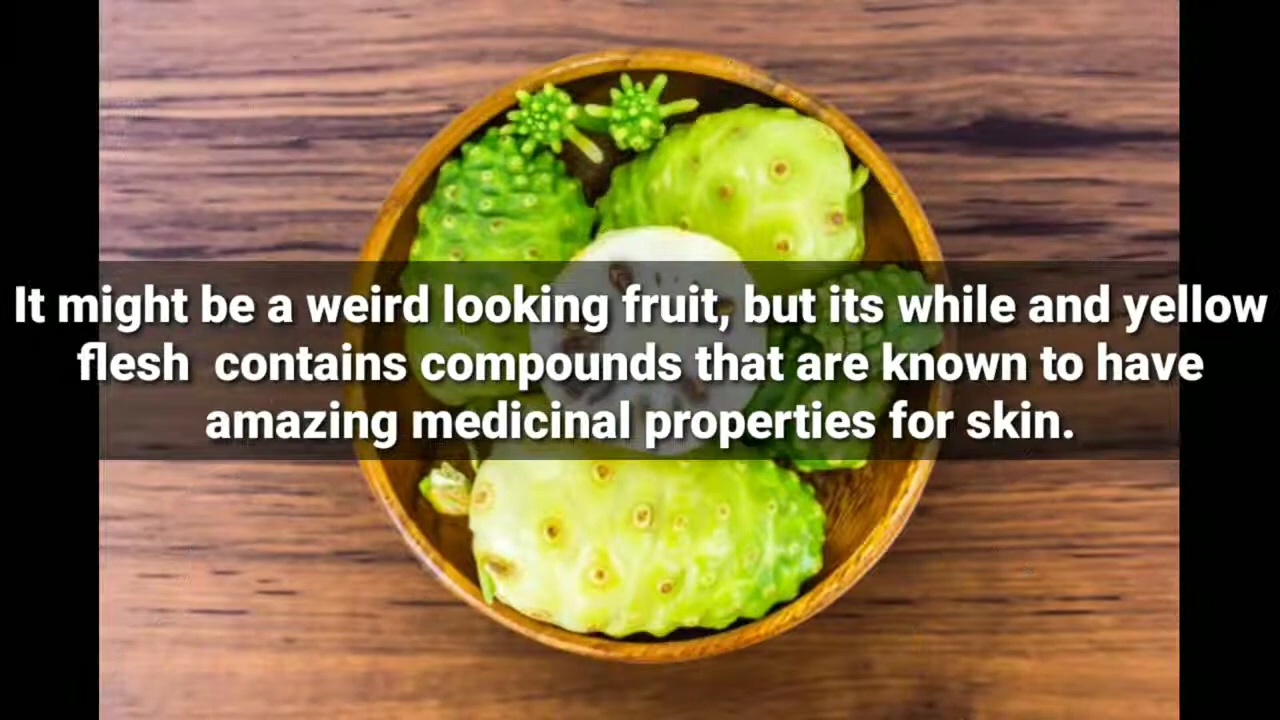 It might be a weird looking fruit, but its while and yellow
flesh  contains compounds that are known to have
amazing medicinal properties for skin.